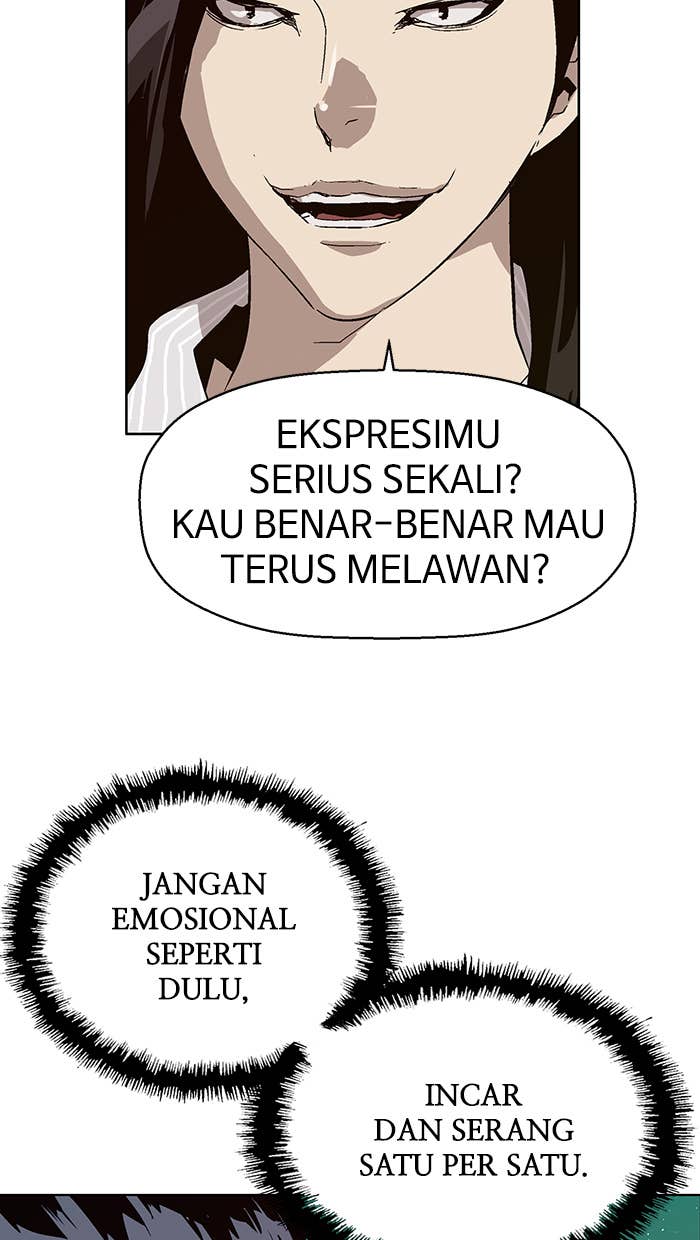 EKSPRESIMU
SERIUS SEKALI?
KAU BENAR-BENAR MAU
TERUS MELAWAN?
JANGAN
EMOSIONAL
SEPERTI
DULU,
INCAR
DAN SERANG
SATU PER SATU.